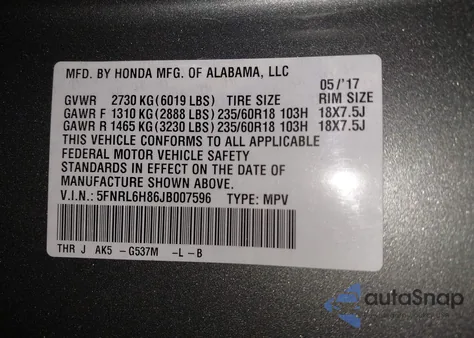 MFD. BY HONDA MFG. OF ALABAMA, LLC
05/'17
GVWR 2730 KG(6019 LBS) TIRE SIZE RIM SIZE
GAWR F 1310 KG(2888 LBS) 235/60R18 103H 18X7.5J
GAWR R 1465 KG(3230 LBS) 235/60R18 103H 18X7.5J
THIS VEHICLE CONFORMS TO ALL APPLICABLE
FEDERAL MOTOR VEHICLE SAFETY
STANDARDS IN EFFECT ON THE DATE OF
MANUFACTURE SHOWN ABOVE.
V.I.N.: 5FNRL6H86JB007596 TYPE: MPV
THR J AK5 -G537M -L -B
autoSnap